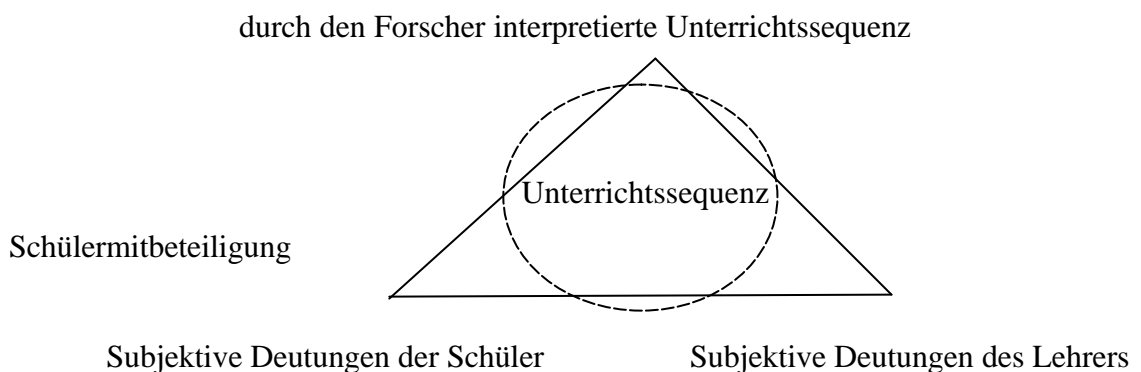 durch den Forscher interpretierte Unterrichtssequenz
Unterrichtssequenz
Schülermitbeteiligung
Subjektive Deutungen der Schüler
Subjektive Deutungen des Lehrers